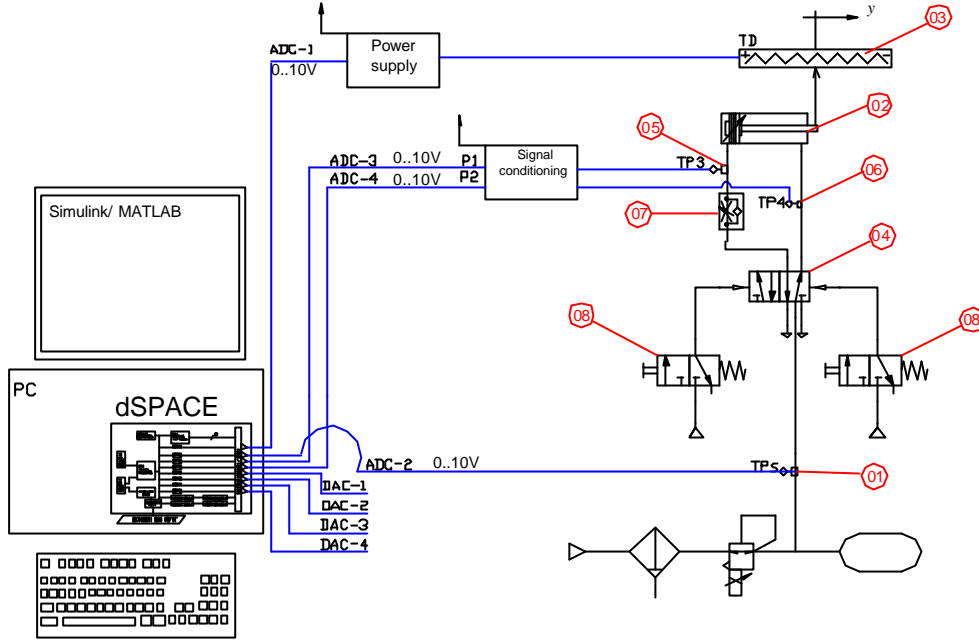 y
03
TD
ADC-1
0..10V
Power
supply
02
05
TP3
ADC-3 0..10V P1
ADC-4 0..10V P2
Signal
conditioning
06
TP4
07
Simulink/ MATLAB
04
08
08
PC
dSPACE
ADC-2 0..10V
TPs
01
DAC-1
DAC-2
DAC-3
DAC-4